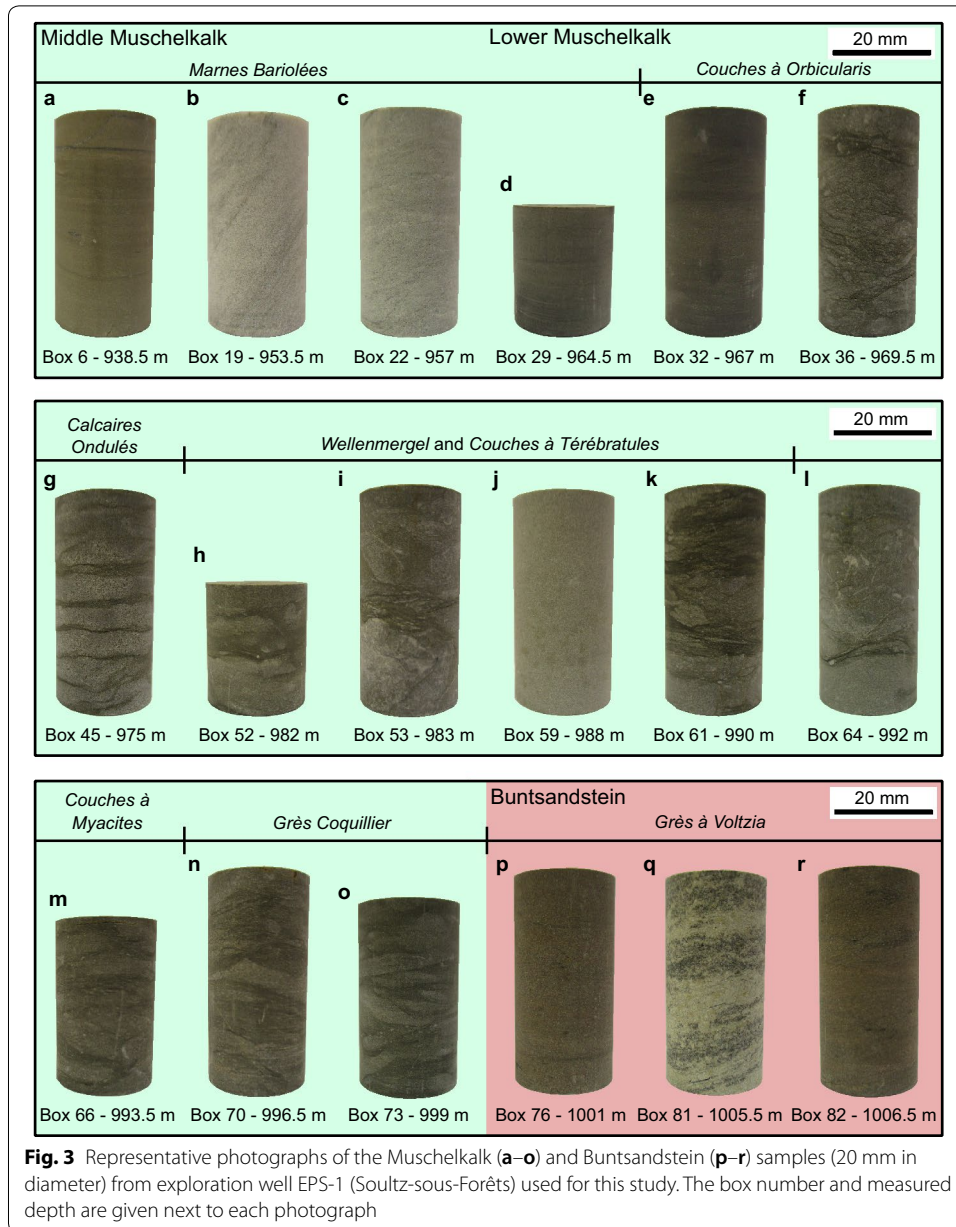 Middle Muschelkalk Lower Muschelkalk 20 mm
Marnes Bariolées Couches à Orbicularis
a b c d e f
Box 6 - 938.5 m Box 19 - 953.5 m Box 22 - 957 m Box 29 - 964.5 m Box 32 - 967 m Box 36 - 969.5 m
20 mm
Calcaires
Ondulés
Wellenmergel and Couches à Térébratules
g h i j k l
Box 45 - 975 m Box 52 - 982 m Box 53 - 983 m Box 59 - 988 m Box 61 - 990 m Box 64 - 992 m
Buntsandstein 20 mm
Couches à
Myacites
Grès Coquillier Grès à Voltzia
m n o p q r
Box 66 - 993.5 m Box 70 - 996.5 m Box 73 - 999 m Box 76 - 1001 m Box 81 - 1005.5 m Box 82 - 1006.5 m
Fig. 3 Representative photographs of the Muschelkalk (a–o) and Buntsandstein (p–r) samples (20 mm in
diameter) from exploration well EPS-1 (Soultz-sous-Forêts) used for this study. The box number and measured
depth are given next to each photograph